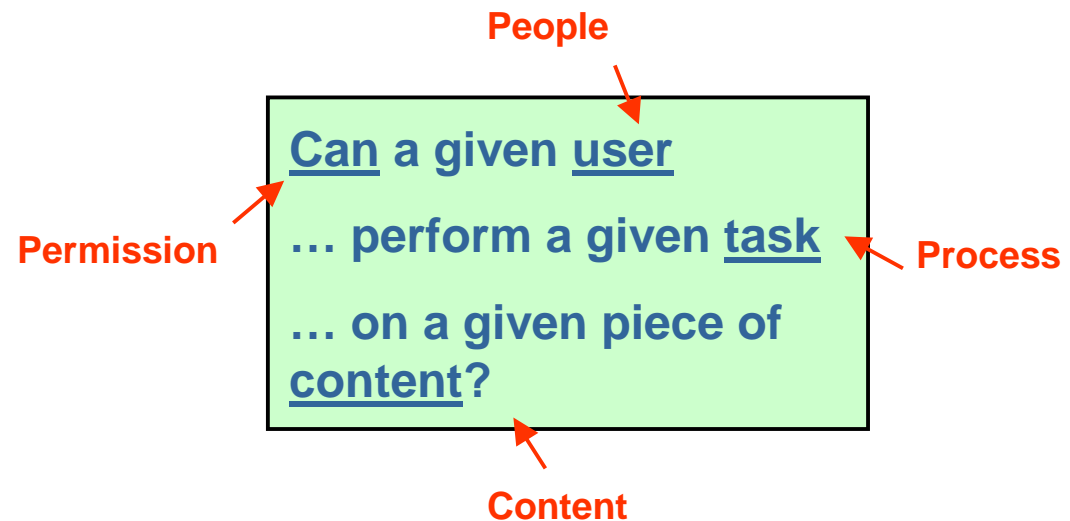 People
Can a given user
Permission
… perform a given task
Process
… on a given piece of
content?
Content